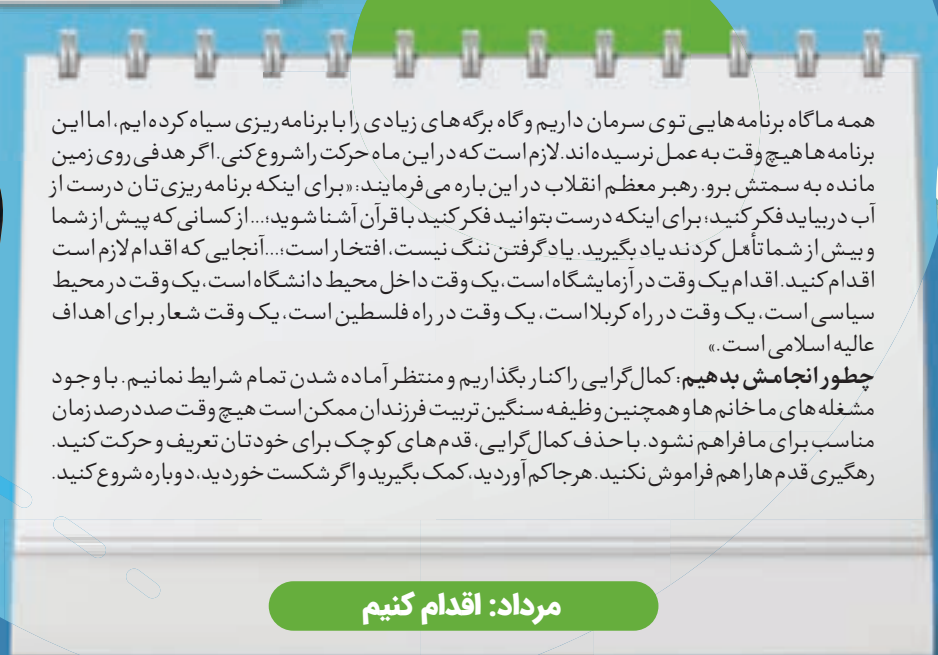 همه ما گاه برنامه‌هایی توی سرمان داریم و گاه برگه‌های زیادی را با برنامه‌ریزی سیاه کرده‌ایم، اما این
برنامه‌ها هیچ وقت به عمل نرسیده‌اند. لازم است که در این ماه حرکت را شروع کنی. اگر هدفی روی زمین
مانده به سمتش برو. رهبر معظم انقلاب در این باره می‌فرمایند: «برای اینکه برنامه‌ریزی‌تان درست از
آب دربیاید فکر کنید؛ برای اینکه درست بتوانید فکر کنید با قرآن آشنا شوید؛... از کسانی که پیش از شما
و بیش از شما تأمّل کردند یاد بگیرید. یاد گرفتن ننگ نیست، افتخار است؛... آنجایی که اقدام لازم است
اقدام کنید. اقدام یک وقت در آزمایشگاه است، یک وقت داخل محیط دانشگاه است، یک وقت در محیط
سیاسی است، یک وقت در راه کربلا است، یک وقت در راه فلسطین است، یک وقت شعار برای اهداف
عالیه اسلامی است.»
چطور انجامش بدهیم: کمال‌گرایی را کنار بگذاریم و منتظر آماده شدن تمام شرایط نمانیم. با وجود
مشغله‌های ما خانم‌ها و همچنین وظیفه سنگین تربیت فرزندان ممکن است هیچ وقت صددرصد زمان
مناسب برای ما فراهم نشود. با حذف کمال‌گرایی، قدم‌های کوچک برای خودتان تعریف و حرکت کنید.
رهگیری قدم‌ها را هم فراموش نکنید. هر جا کم آوردید، کمک بگیرید و اگر شکست خوردید، دوباره شروع کنید.
مرداد: اقدام کنیم